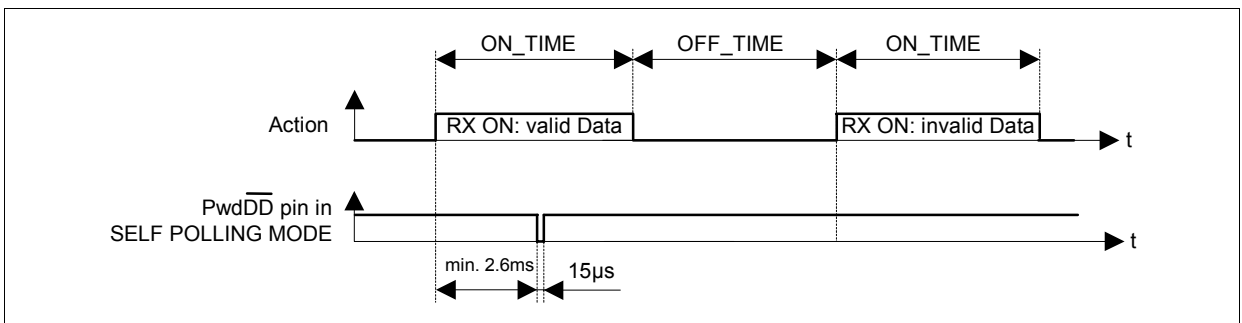 ON_TIME OFF_TIME ON_TIME
Action RX ON: valid Data RX ON: invalid Data t
PwdD̅D̅ pin in
SELF POLLING MODE t
min. 2.6ms 15µs